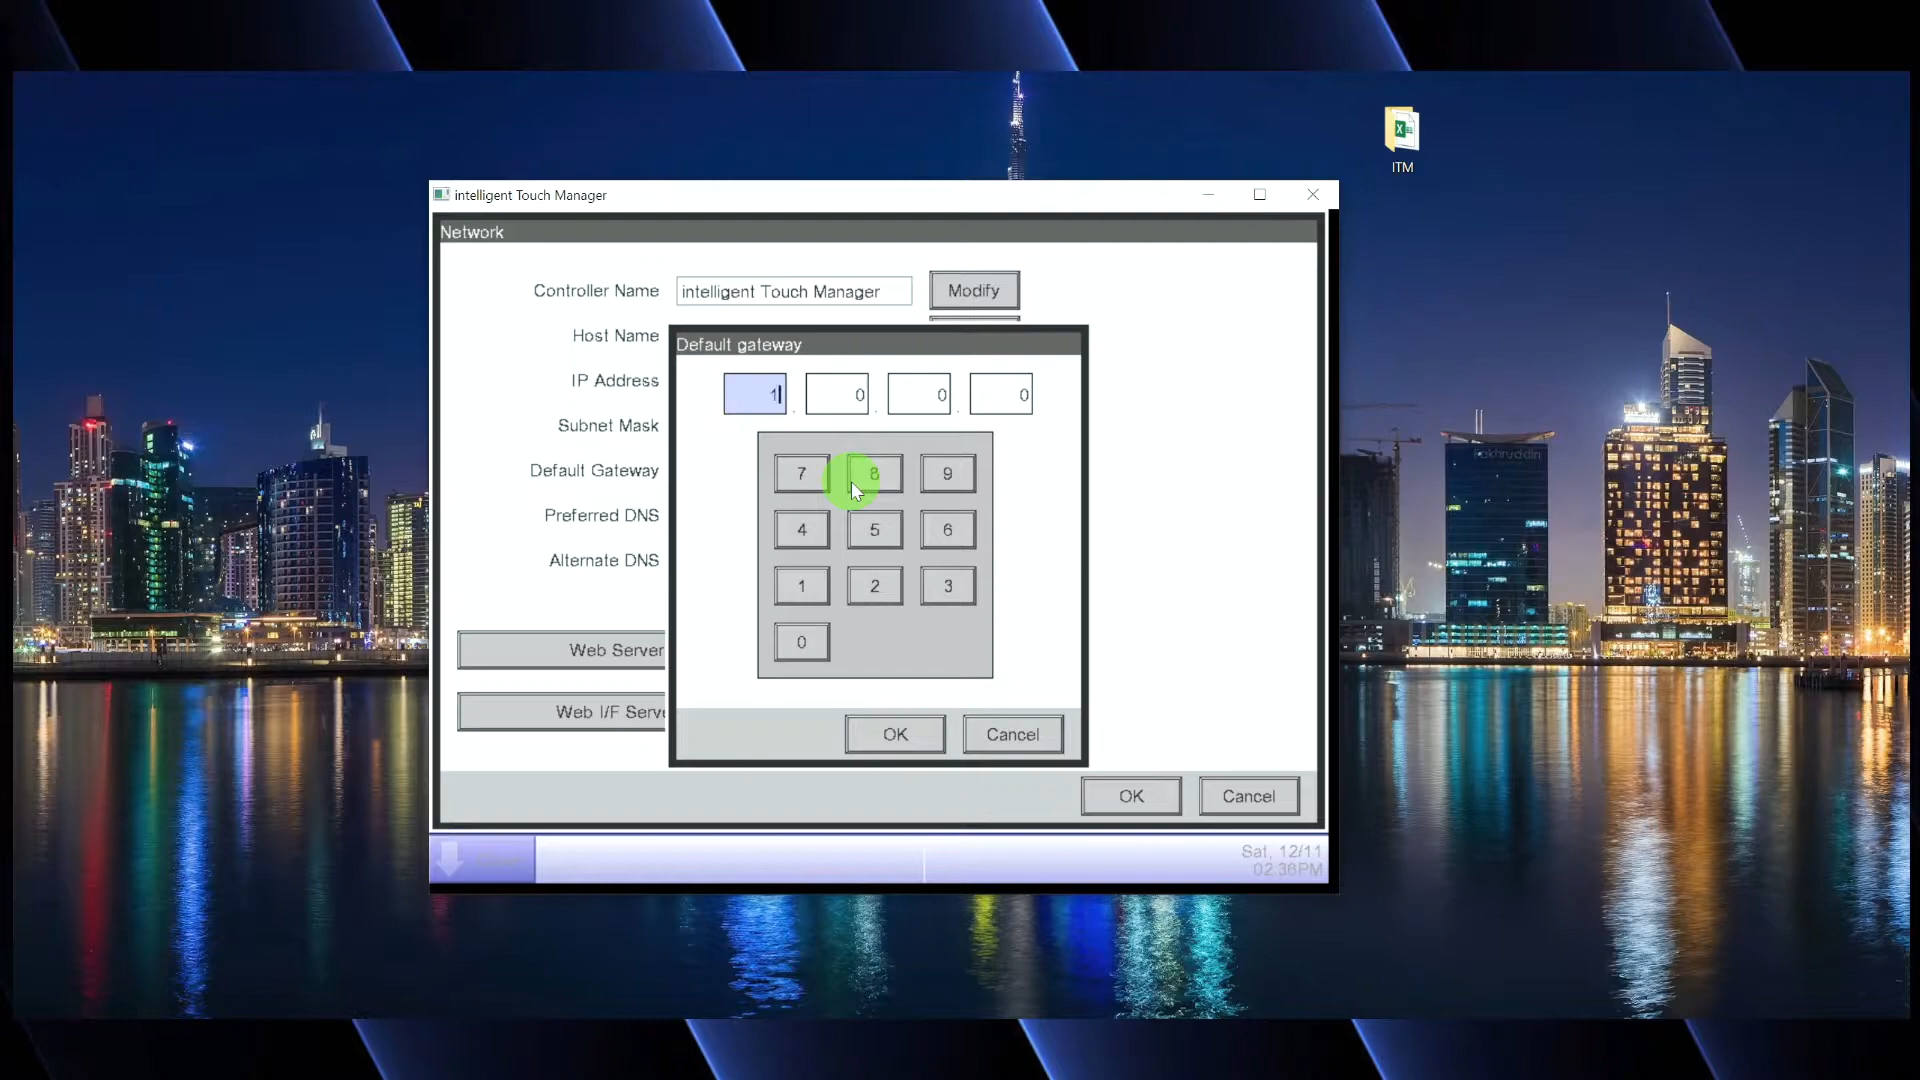 ITM
intelligent Touch Manager
Network
Controller Name
intelligent Touch Manager
Modify
Host Name
Default gateway
IP Address
1 . 0 . 0 . 0
Subnet Mask
Default Gateway
7 8 9
Preferred DNS
4 5 6
Alternate DNS
1 2 3
0
Web Server
Web I/F Serve
OK
Cancel
OK
Cancel
Sat, 12/11
02:36PM